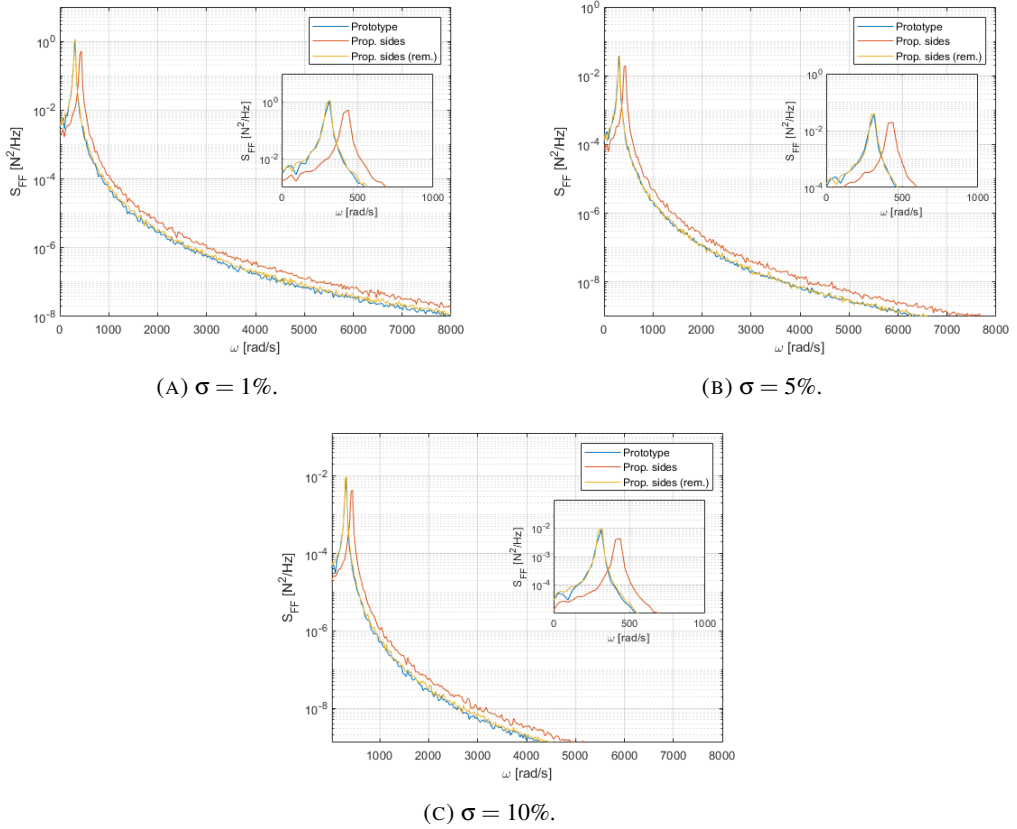 Prototype
Prop. sides
Prop. sides (rem.)
10^0
10^-2
10^-4
10^-6
10^-8
S_FF [N^2/Hz]
0 1000 2000 3000 4000 5000 6000 7000 8000
ω [rad/s]
10^0
10^-2
S_FF [N^2/Hz]
0 500 1000
ω [rad/s]
(A) σ = 1%.
Prototype
Prop. sides
Prop. sides (rem.)
10^0
10^-2
10^-4
10^-6
10^-8
S_FF [N^2/Hz]
0 1000 2000 3000 4000 5000 6000 7000 8000
ω [rad/s]
10^0
10^-2
10^-4
S_FF [N^2/Hz]
0 500 1000
ω [rad/s]
(B) σ = 5%.
Prototype
Prop. sides
Prop. sides (rem.)
10^-2
10^-4
10^-6
10^-8
S_FF [N^2/Hz]
1000 2000 3000 4000 5000 6000 7000 8000
ω [rad/s]
10^-2
10^-3
10^-4
S_FF [N^2/Hz]
0 500 1000
ω [rad/s]
(C) σ = 10%.